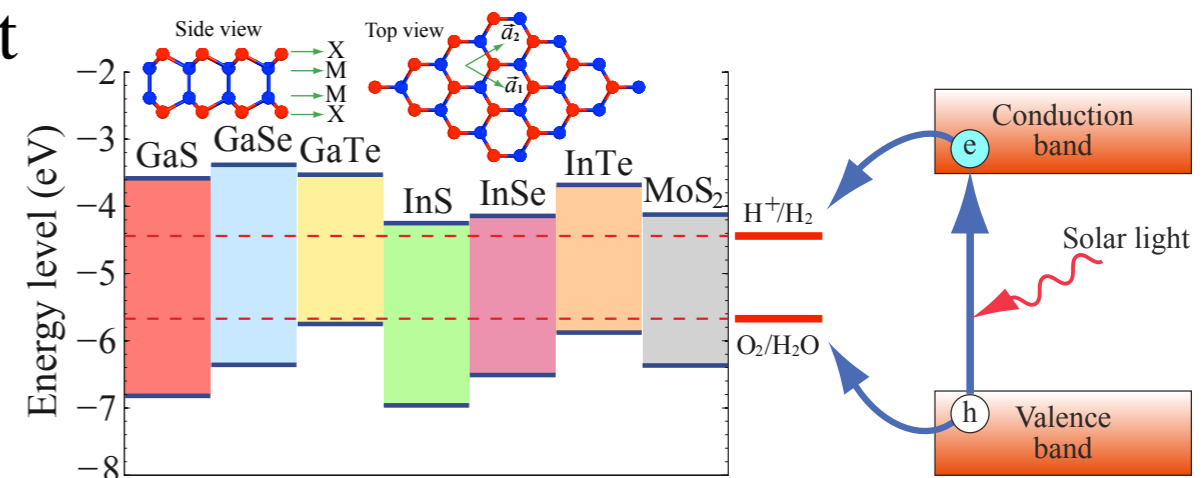 t
Side view
X
M
M
X
Top view
a⃗₂
a⃗₁
Energy level (eV)
−2
−3
−4
−5
−6
−7
−8
GaS
GaSe
GaTe
InS
InSe
InTe
MoS₂
H⁺/H₂
O₂/H₂O
Conduction
band
e
Solar light
h
Valence
band